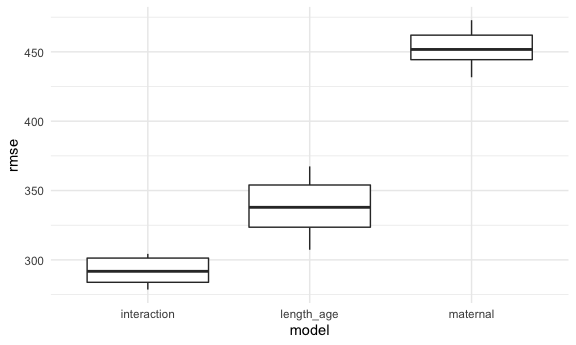 450
400
350
300
rmse
interaction length_age maternal
model